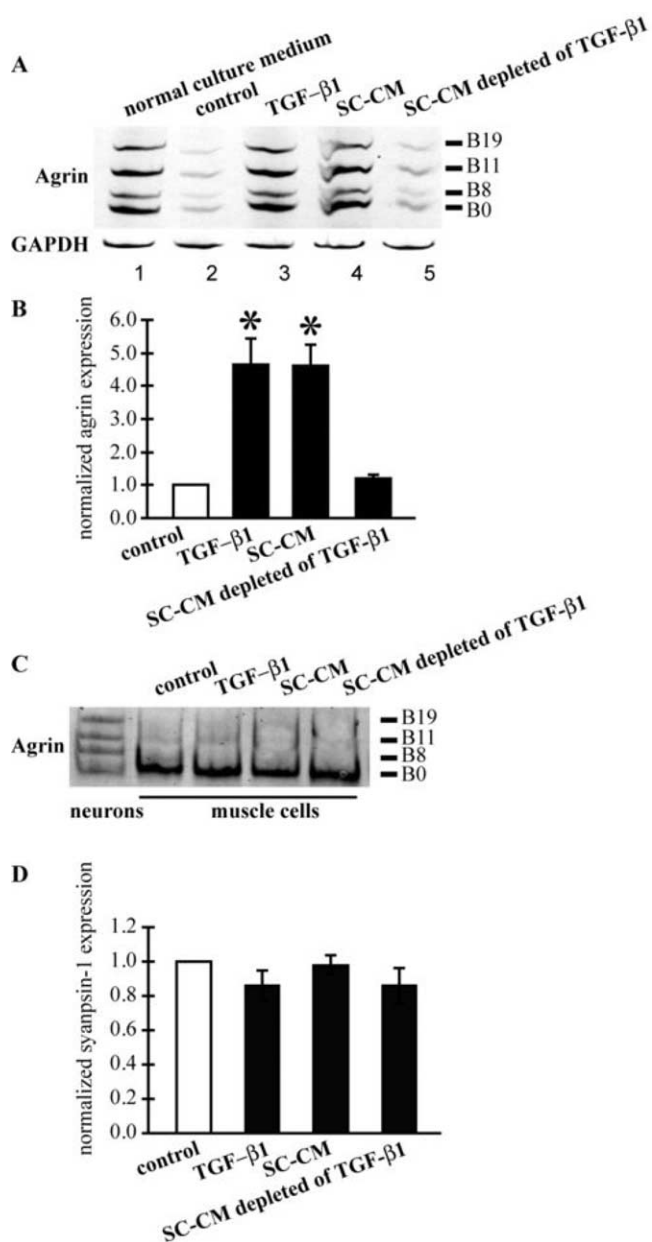 A
normal culture medium
control
TGF–β1
SC-CM
SC-CM depleted of TGF-β1
Agrin
B19
B11
B8
B0
GAPDH
1 2 3 4 5
B
normalized agrin expression
6.0
5.0
4.0
3.0
2.0
1.0
0.0
* *
control
TGF–β1
SC-CM
SC-CM depleted of TGF-β1
C
control
TGF–β1
SC-CM
SC-CM depleted of TGF-β1
Agrin
B19
B11
B8
B0
neurons muscle cells
D
normalized syanpsin-1 expression
1.2
1.0
0.8
0.6
0.4
0.2
0.0
control
TGF–β1
SC-CM
SC-CM depleted of TGF-β1